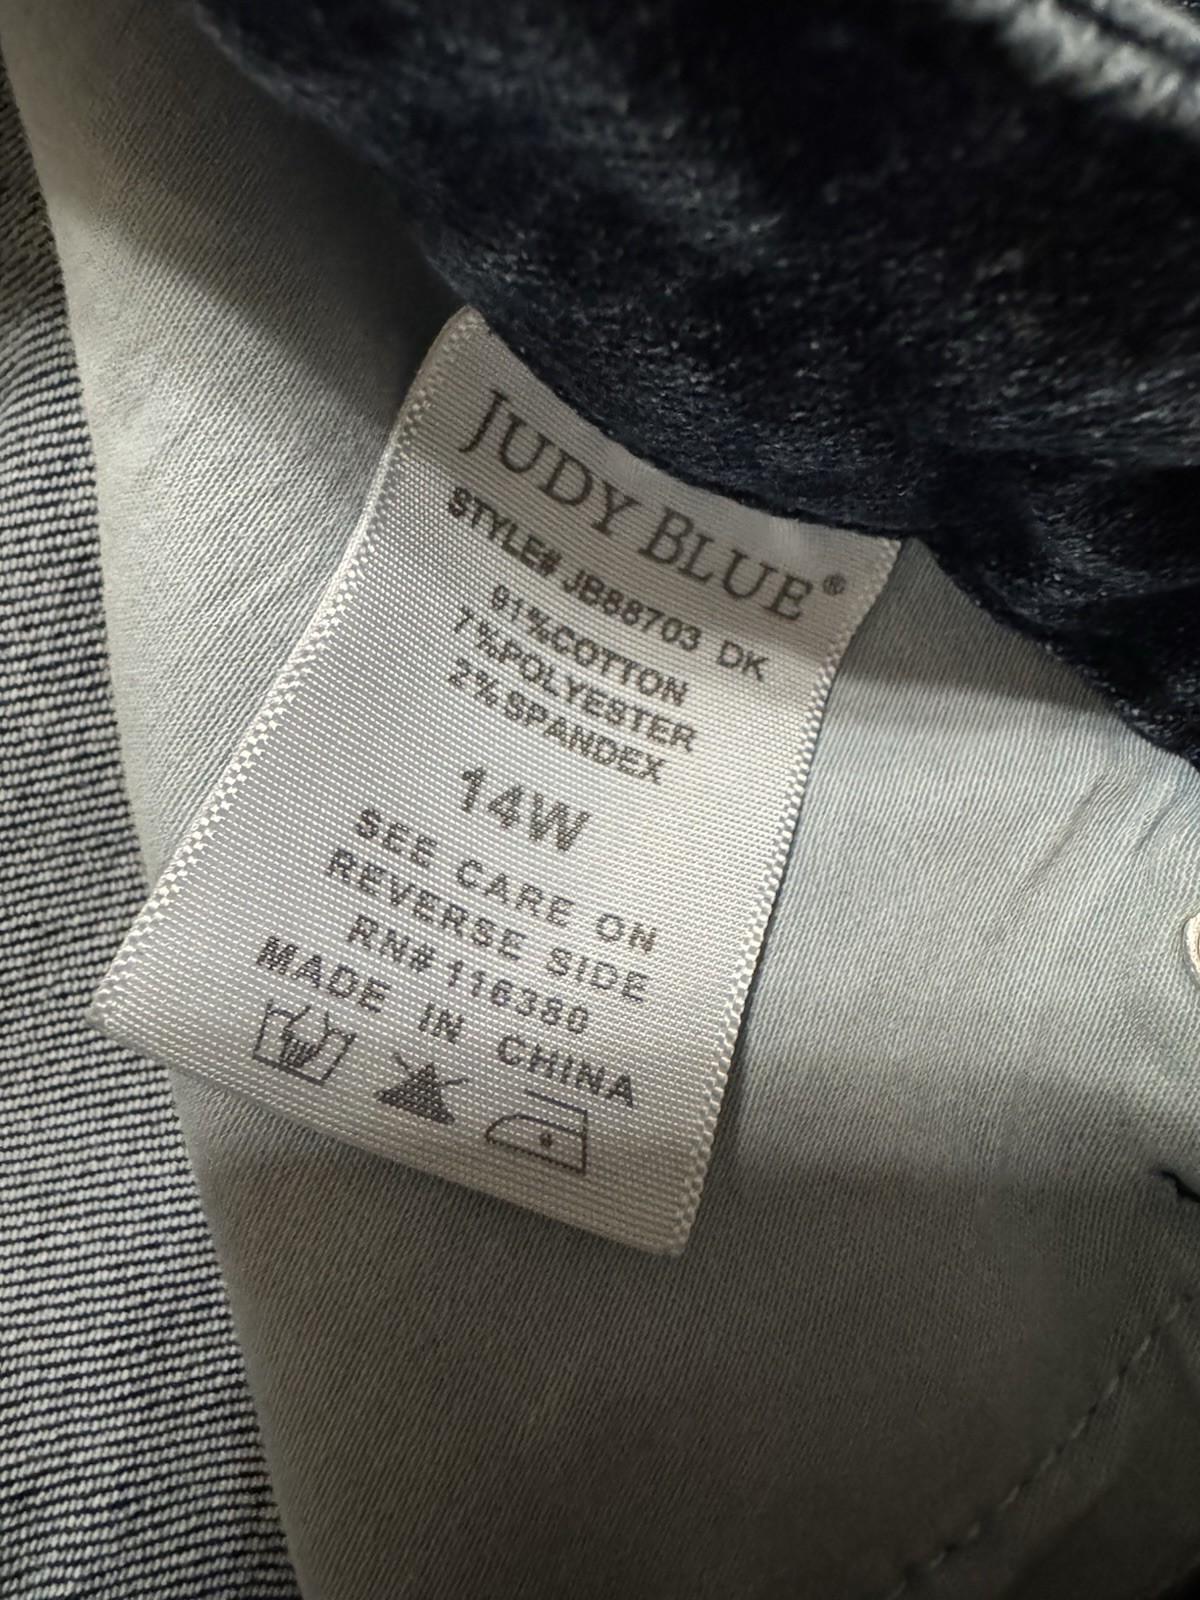 JUDY BLUE®
STYLE# JB88703 DK
91%COTTON
7%POLYESTER
2%SPANDEX
14W
SEE CARE ON
REVERSE SIDE
RN# 116380
MADE IN CHINA